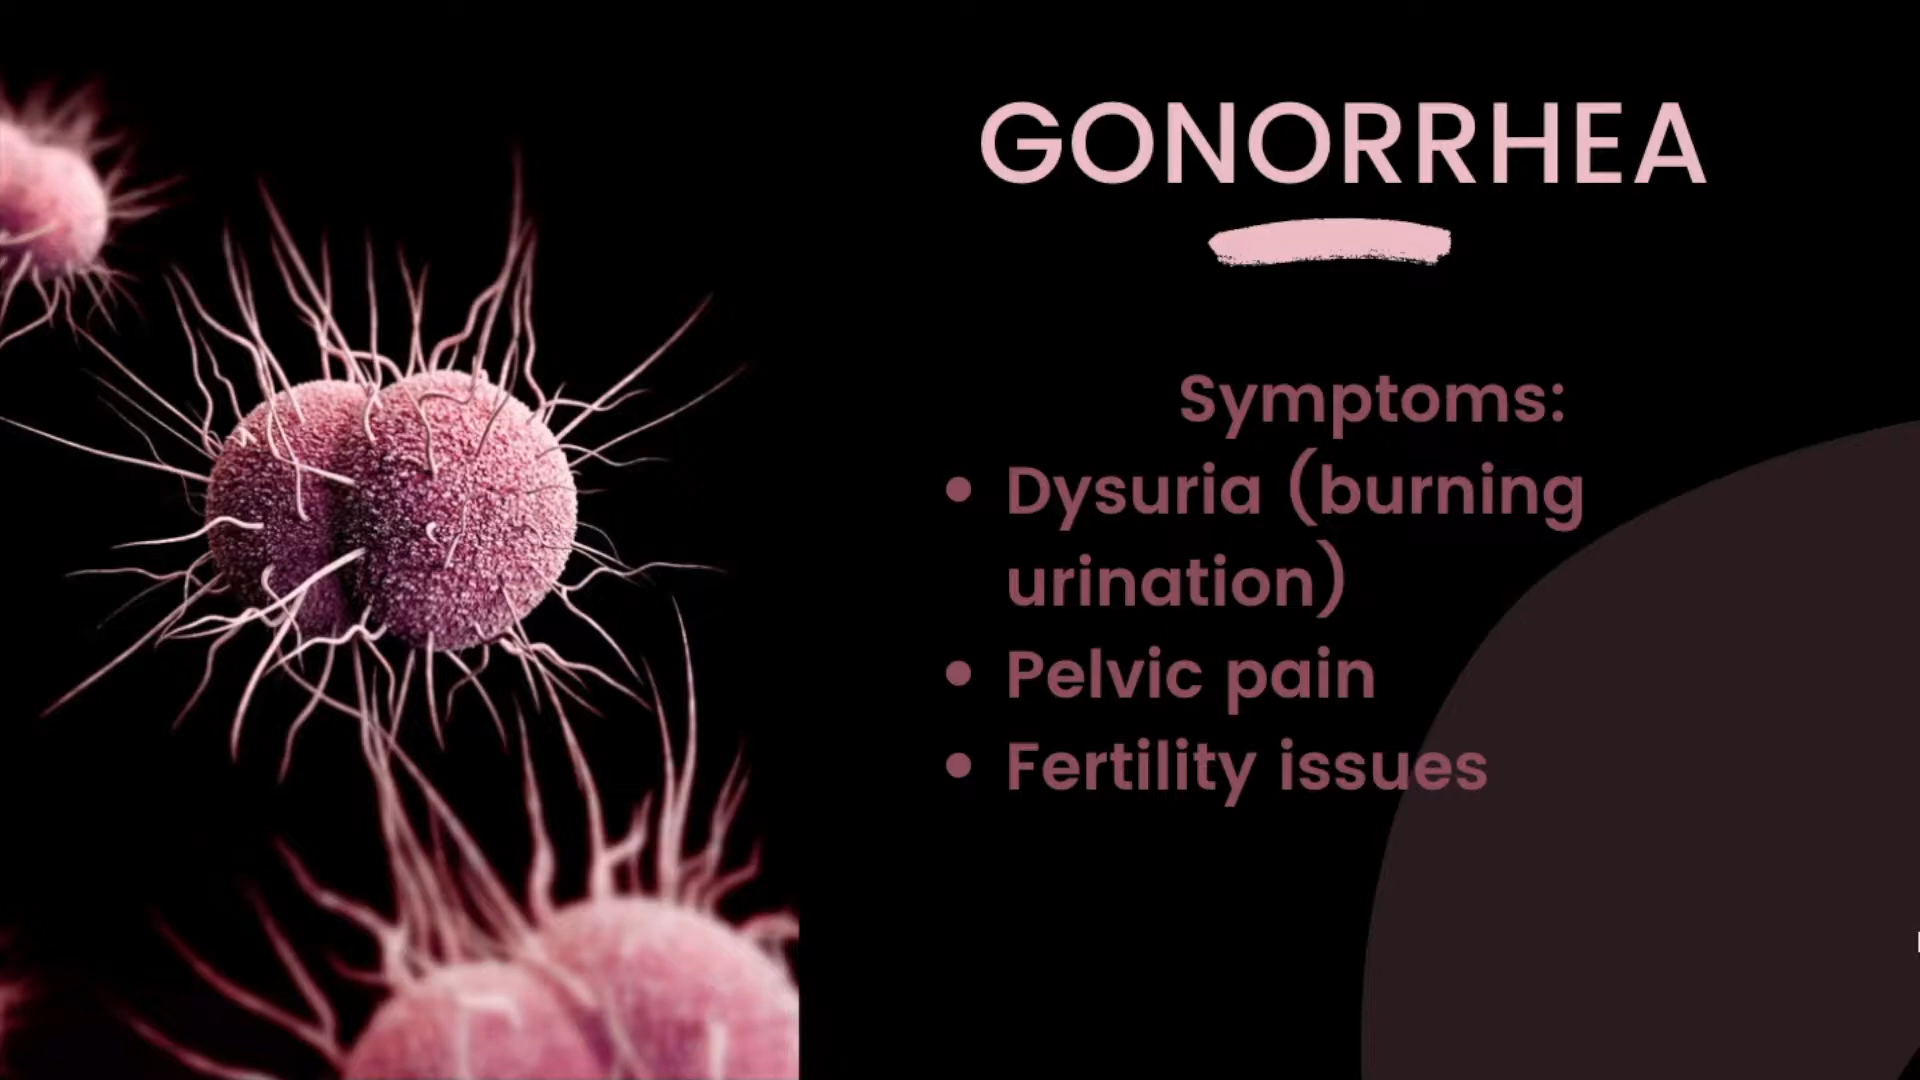 GONORRHEA
Symptoms:
• Dysuria (burning
urination)
• Pelvic pain
• Fertility issues